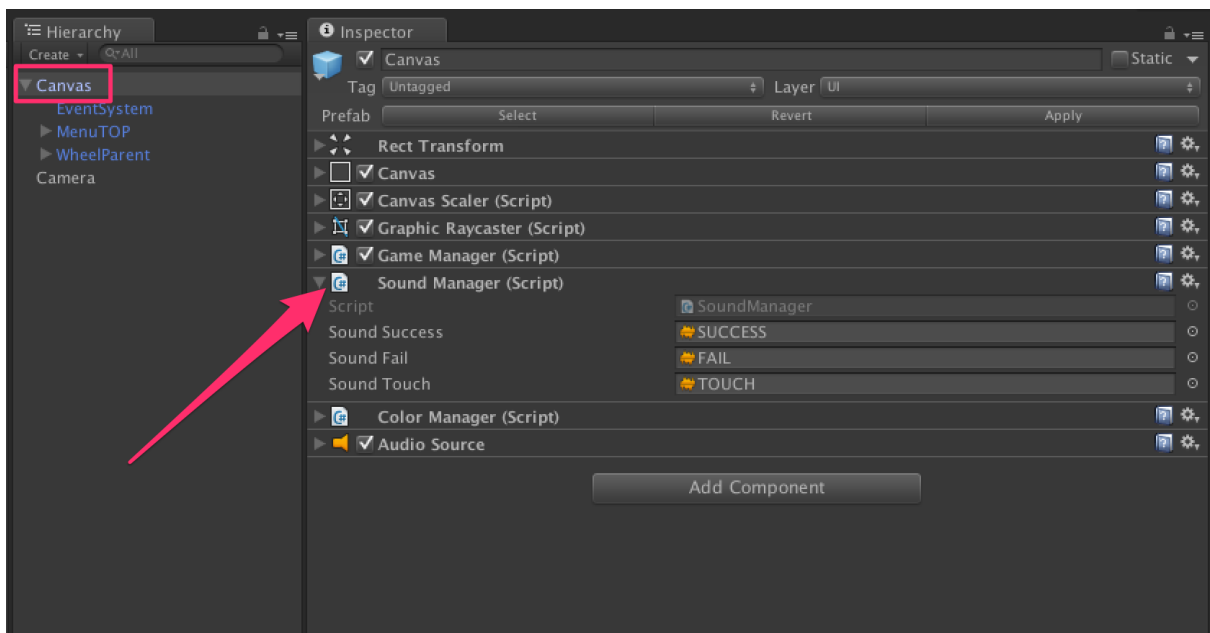 Hierarchy
Create
All
Canvas
EventSystem
MenuTOP
WheelParent
Camera
Inspector
Canvas
Static
Tag Untagged Layer UI
Prefab Select Revert Apply
Rect Transform
Canvas
Canvas Scaler (Script)
Graphic Raycaster (Script)
Game Manager (Script)
Sound Manager (Script)
Script SoundManager
Sound Success SUCCESS
Sound Fail FAIL
Sound Touch TOUCH
Color Manager (Script)
Audio Source
Add Component